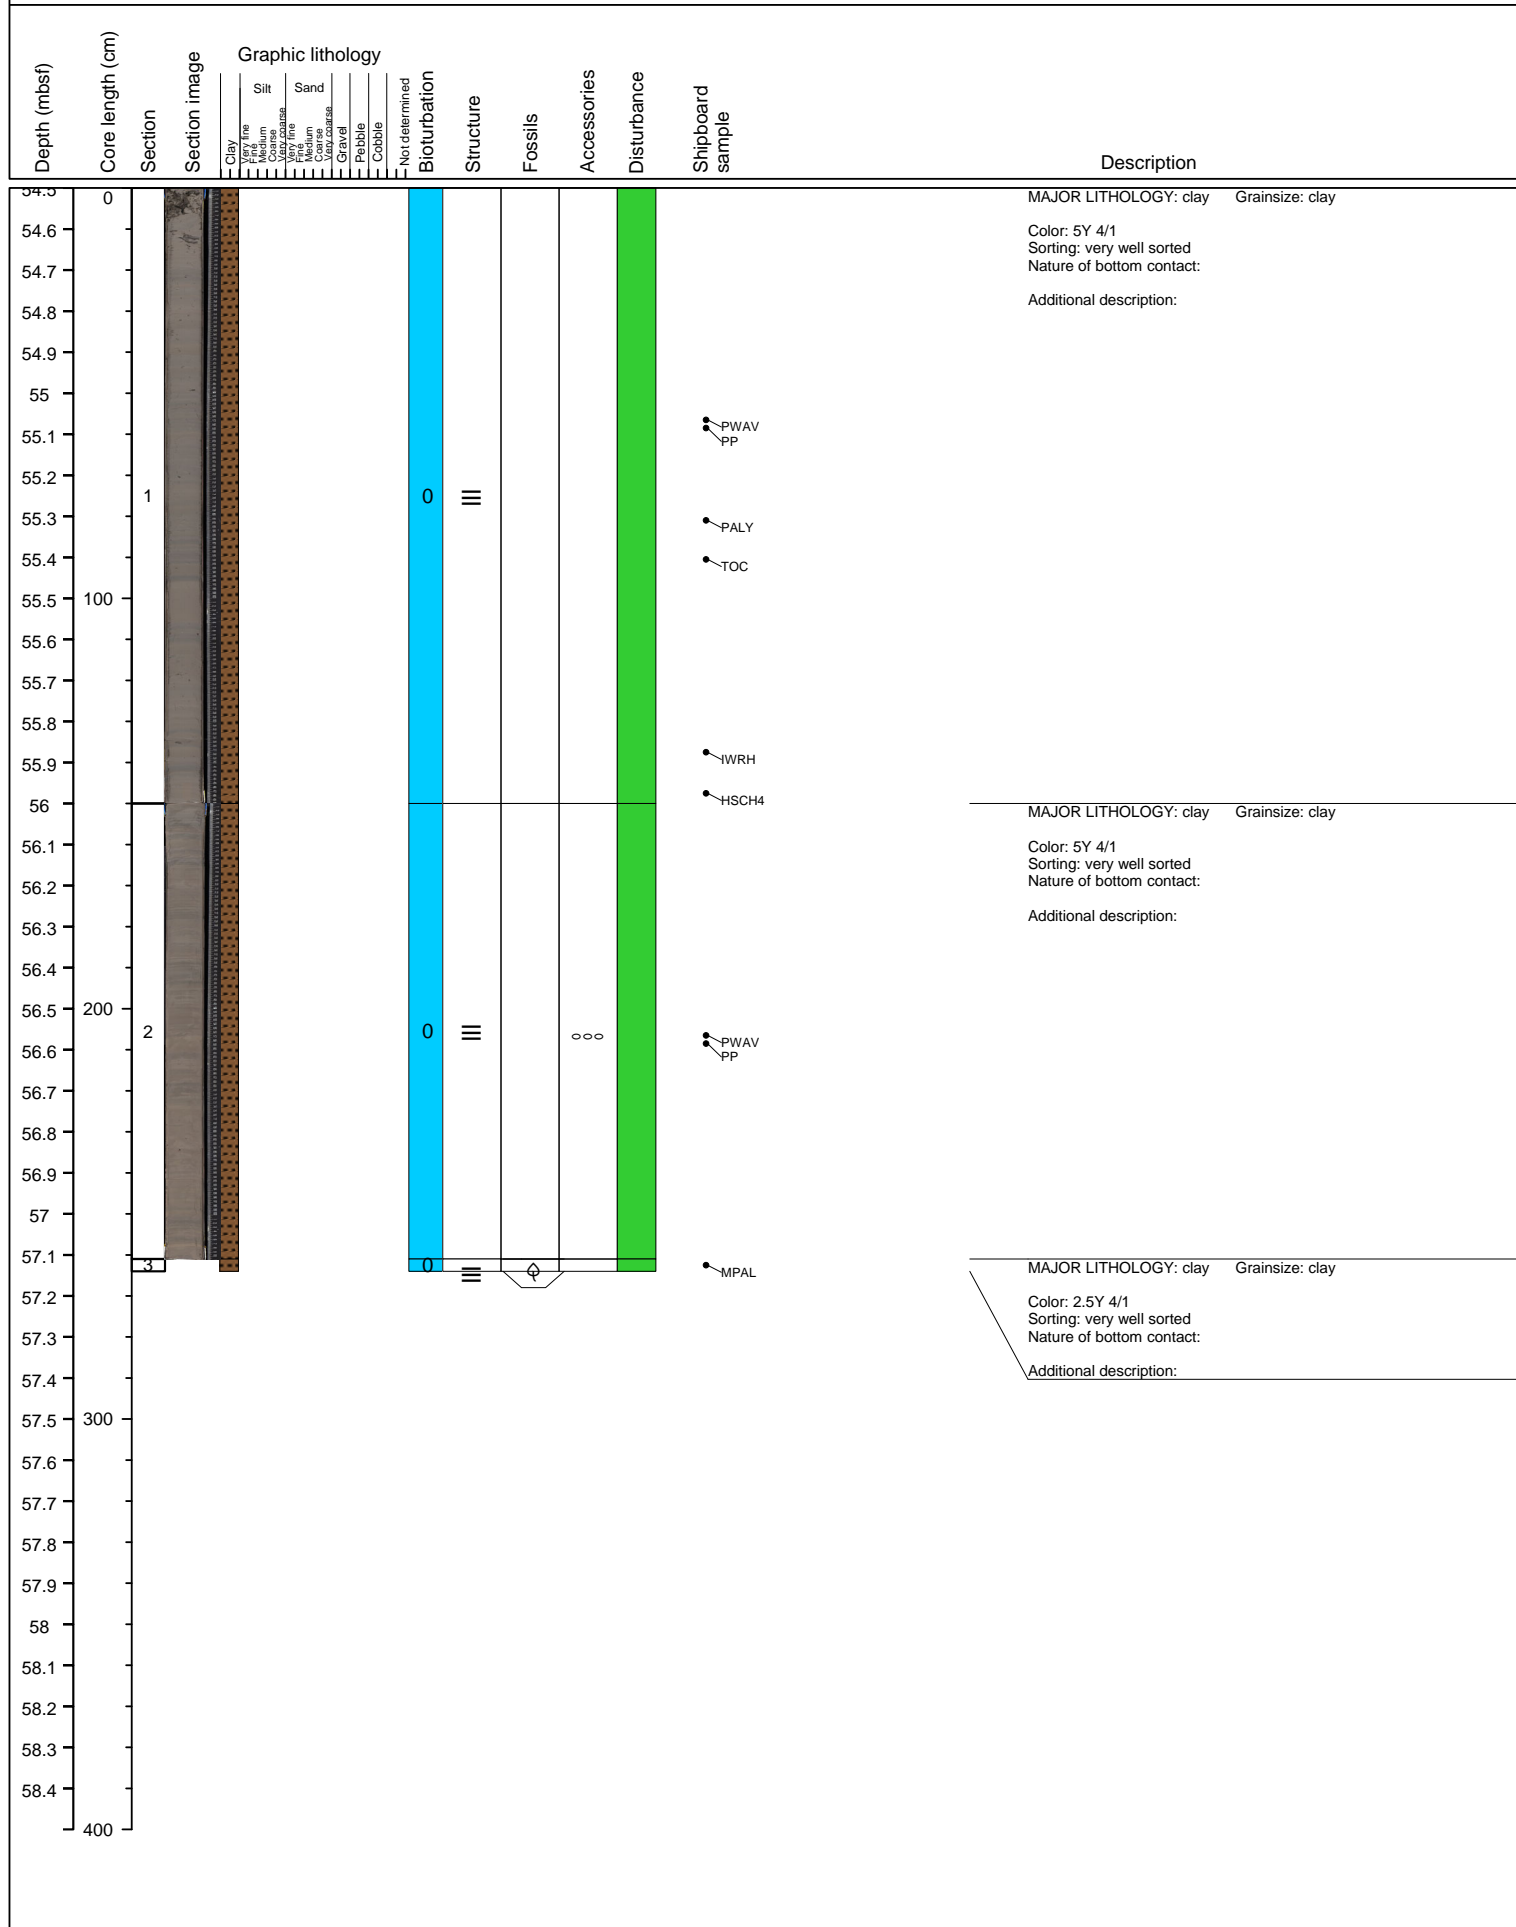 Depth (mbsf)
Core length (cm)
Section
Section image
Graphic lithology
Clay
Silt
Very fine
Fine
Medium
Coarse
Very coarse
Sand
Very fine
Fine
Medium
Coarse
Very coarse
Gravel
Pebble
Cobble
Not determined
Bioturbation
Structure
Fossils
Accessories
Disturbance
Shipboard
sample
Description
54.5 0
MAJOR LITHOLOGY: clay Grainsize: clay
54.6
Color: 5Y 4/1
Sorting: very well sorted
54.7
Nature of bottom contact:
54.8
Additional description:
54.9
55
PWAV
55.1
PP
55.2
1 0
55.3
PALY
55.4
TOC
55.5 100
55.6
55.7
55.8
55.9
IWRH
56
HSCH4
MAJOR LITHOLOGY: clay Grainsize: clay
56.1
Color: 5Y 4/1
Sorting: very well sorted
56.2
Nature of bottom contact:
56.3
Additional description:
56.4
56.5 200
2 0
PWAV
56.6
PP
56.7
56.8
56.9
57
57.1
3 0
MPAL
MAJOR LITHOLOGY: clay Grainsize: clay
57.2
Color: 2.5Y 4/1
Sorting: very well sorted
57.3
Nature of bottom contact:
57.4
Additional description:
57.5 300
57.6
57.7
57.8
57.9
58
58.1
58.2
58.3
58.4
400